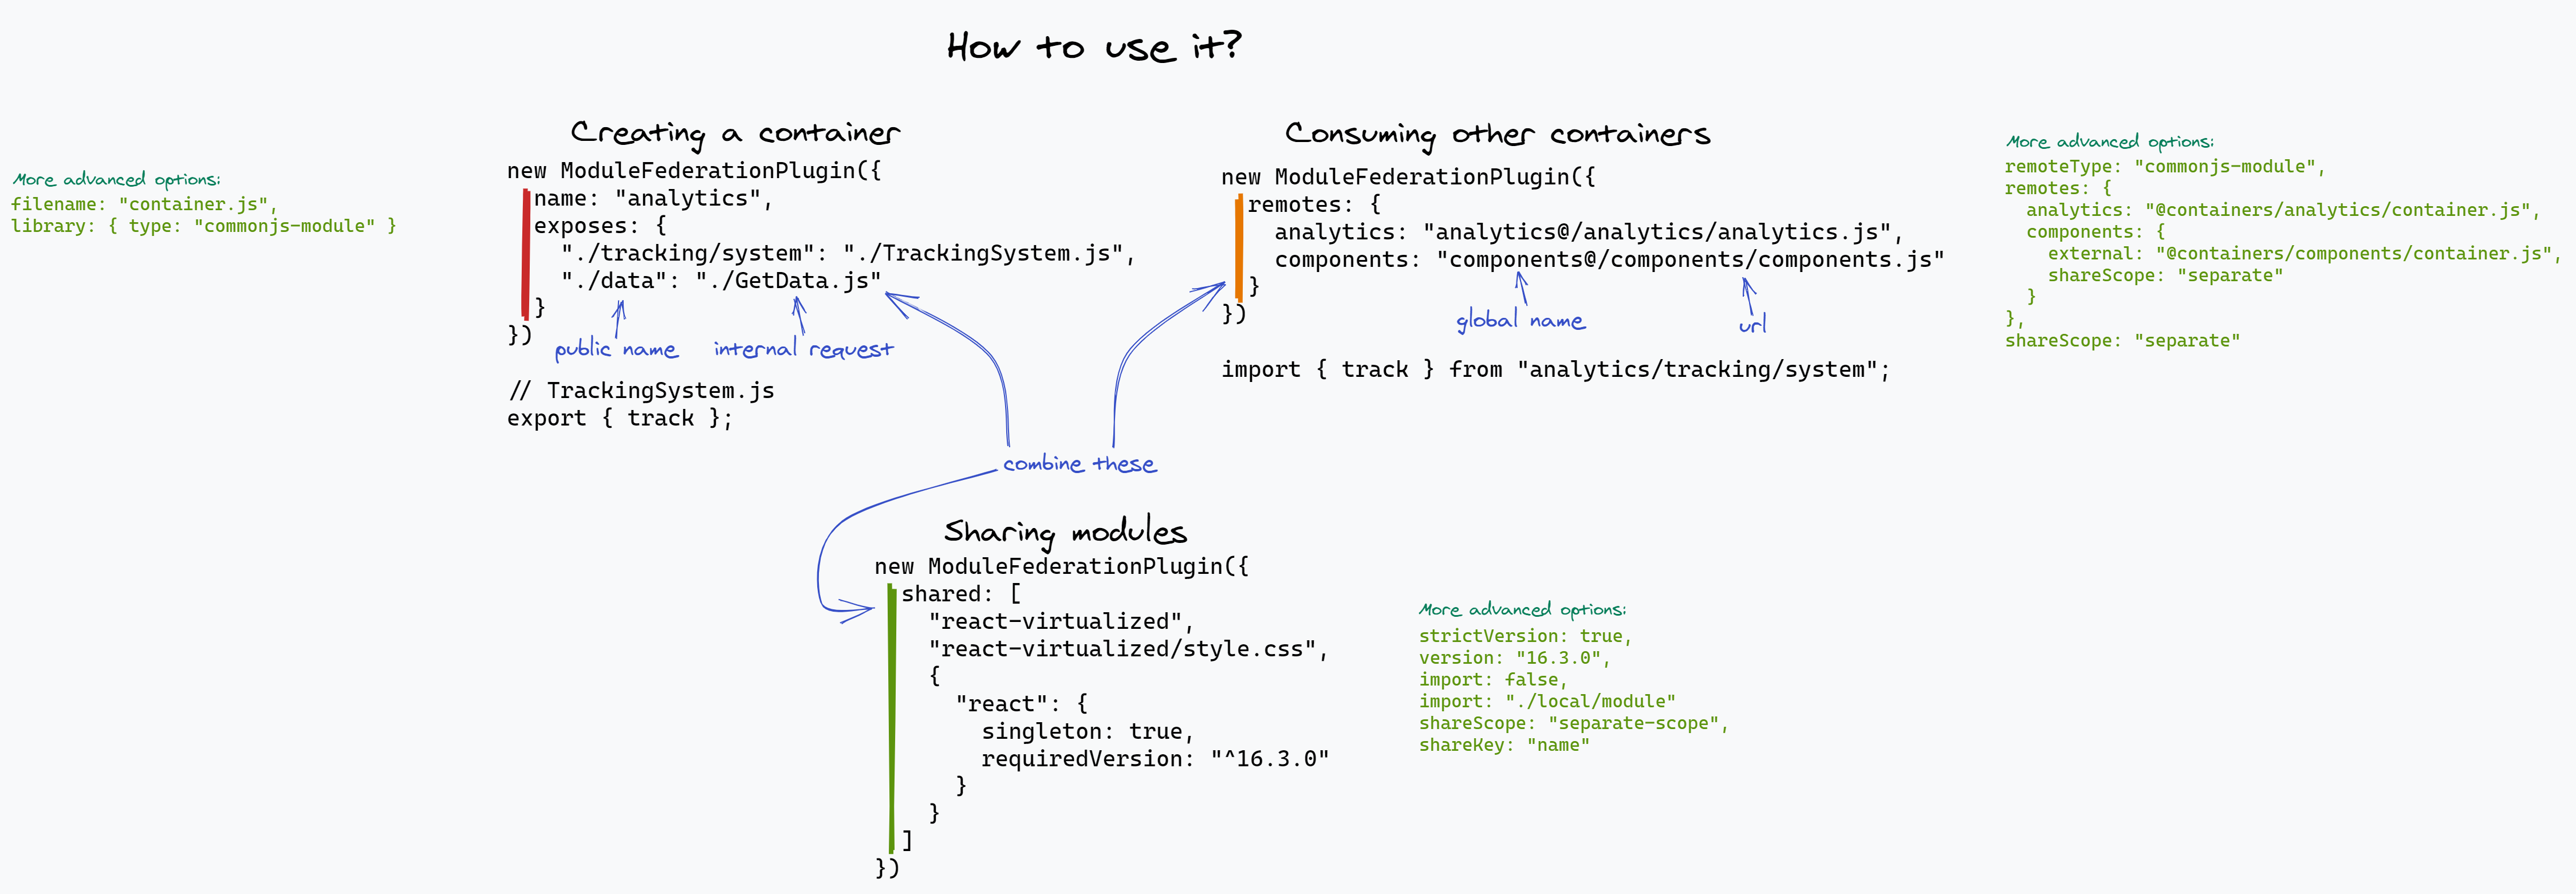 How to use it?
Creating a container
new ModuleFederationPlugin({
  name: "analytics",
  exposes: {
    "./tracking/system": "./TrackingSystem.js",
    "./data": "./GetData.js"
  }
})
public name
internal request
// TrackingSystem.js
export { track };
More advanced options:
filename: "container.js",
library: { type: "commonjs-module" }
Consuming other containers
new ModuleFederationPlugin({
  remotes: {
    analytics: "analytics@/analytics/analytics.js",
    components: "components@/components/components.js"
  }
})
global name
url
import { track } from "analytics/tracking/system";
More advanced options:
remoteType: "commonjs-module",
remotes: {
  analytics: "@containers/analytics/container.js",
  components: {
    external: "@containers/components/container.js",
    shareScope: "separate"
  }
},
shareScope: "separate"
combine these
Sharing modules
new ModuleFederationPlugin({
  shared: [
    "react-virtualized",
    "react-virtualized/style.css",
    {
      "react": {
        singleton: true,
        requiredVersion: "^16.3.0"
      }
    }
  ]
})
More advanced options:
strictVersion: true,
version: "16.3.0",
import: false,
import: "./local/module"
shareScope: "separate-scope",
shareKey: "name"